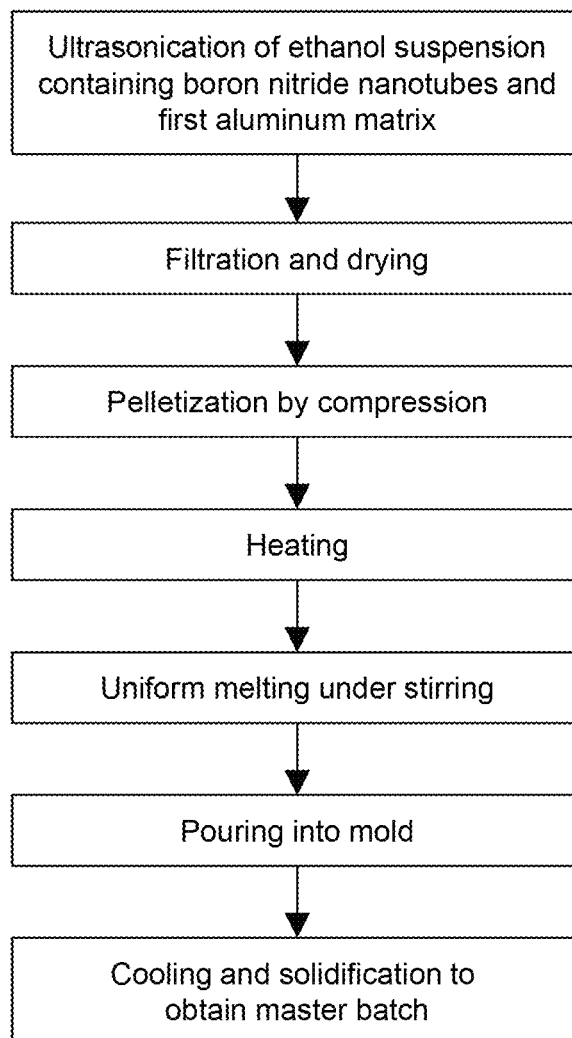 Ultrasonication of ethanol suspension
containing boron nitride nanotubes and
first aluminum matrix
Filtration and drying
Pelletization by compression
Heating
Uniform melting under stirring
Pouring into mold
Cooling and solidification to
obtain master batch